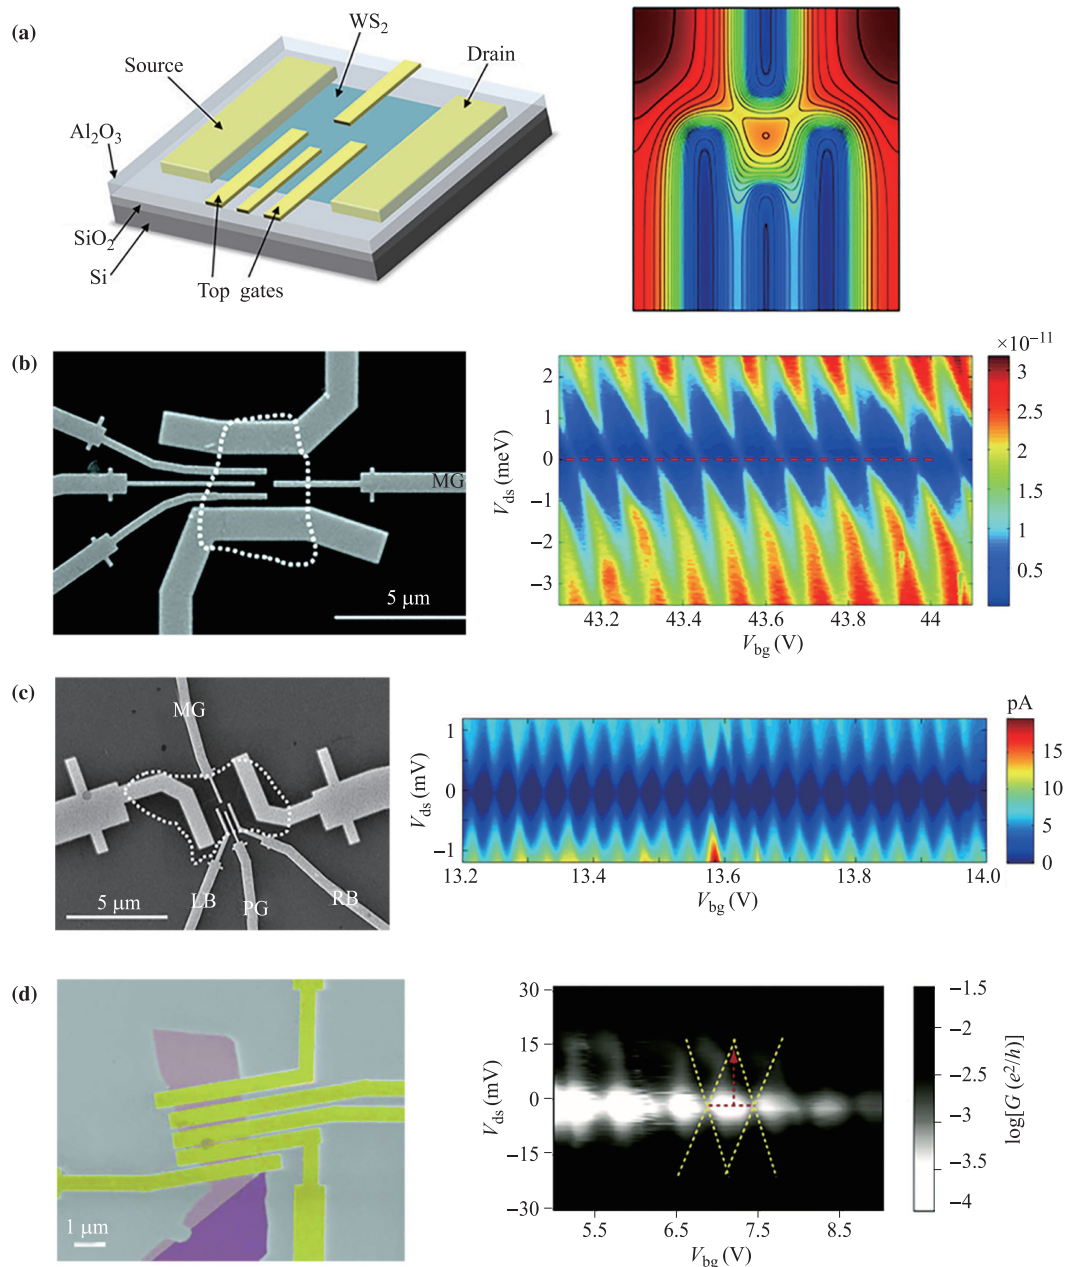 (a)
WS2
Source
Drain
Al2O3
SiO2
Si
Top gates
(b)
MG
5 μm
×10−11
2
1
0
−1
−2
−3
Vds (meV)
43.2
43.4
43.6
43.8
44
Vbg (V)
3
2.5
2
1.5
1
0.5
(c)
MG
LB
PG
RB
5 μm
pA
1
0
-1
Vds (mV)
13.2
13.4
13.6
13.8
14.0
Vbg (V)
15
10
5
0
(d)
1 μm
30
15
0
−15
−30
Vds (mV)
5.5
6.5
7.5
8.5
Vbg (V)
−1.5
−2
−2.5
−3
−3.5
−4
log[G (e2/h)]